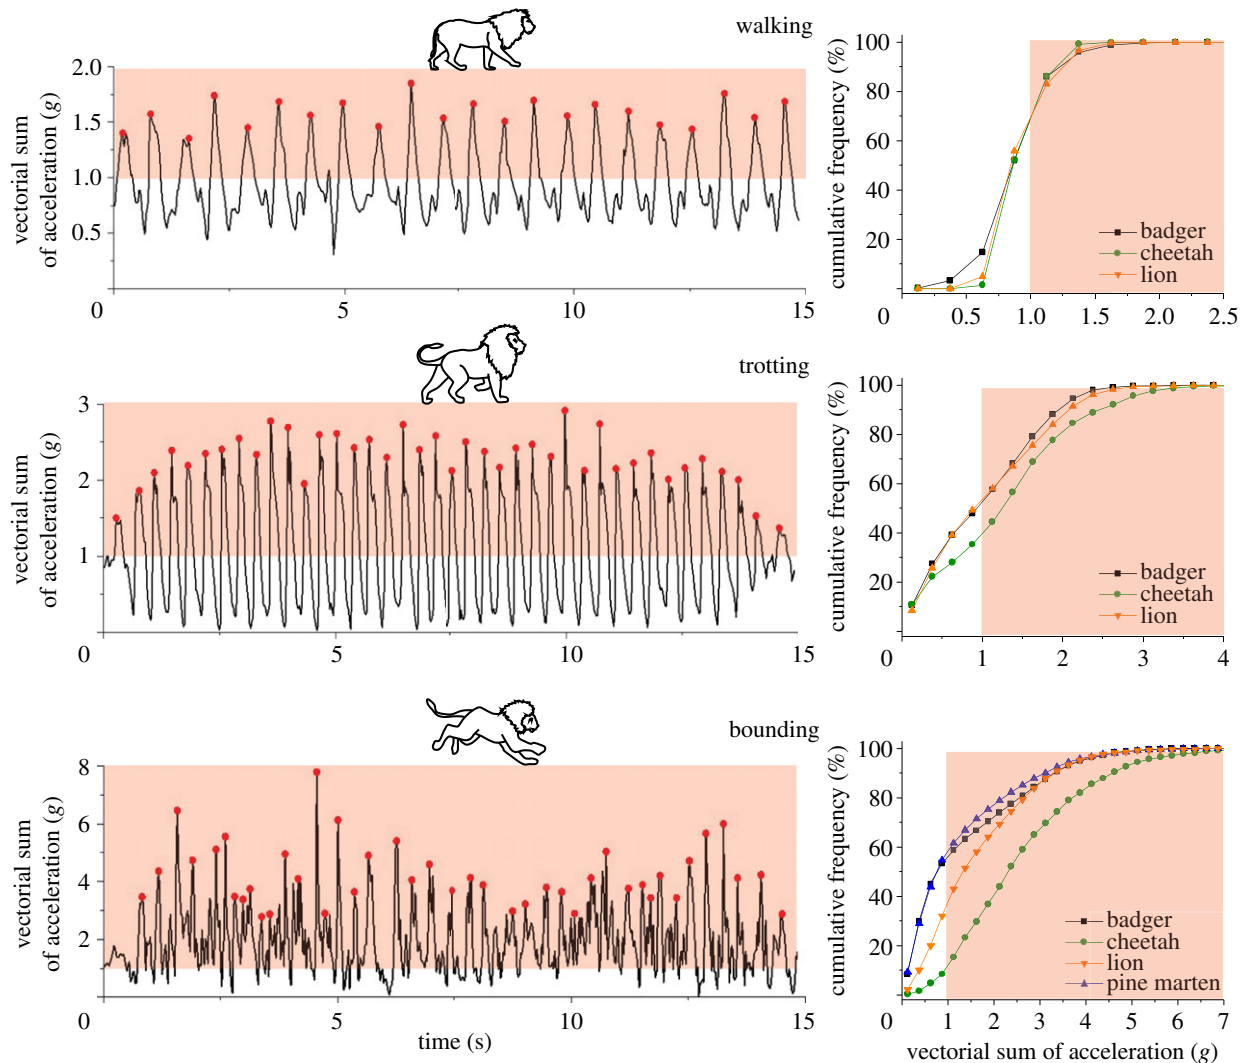 walking
vectorial sum
of acceleration (g)
2.0
1.5
1.0
0.5
0
5
10
15
cumulative frequency (%)
100
80
60
40
20
0
0.5
1.0
1.5
2.0
2.5
badger
cheetah
lion
trotting
vectorial sum
of acceleration (g)
3
2
1
0
5
10
15
cumulative frequency (%)
100
80
60
40
20
0
1
2
3
4
badger
cheetah
lion
bounding
vectorial sum
of acceleration (g)
8
6
4
2
0
5
10
15
time (s)
cumulative frequency (%)
100
80
60
40
20
0
1
2
3
4
5
6
7
badger
cheetah
lion
pine marten
vectorial sum of acceleration (g)